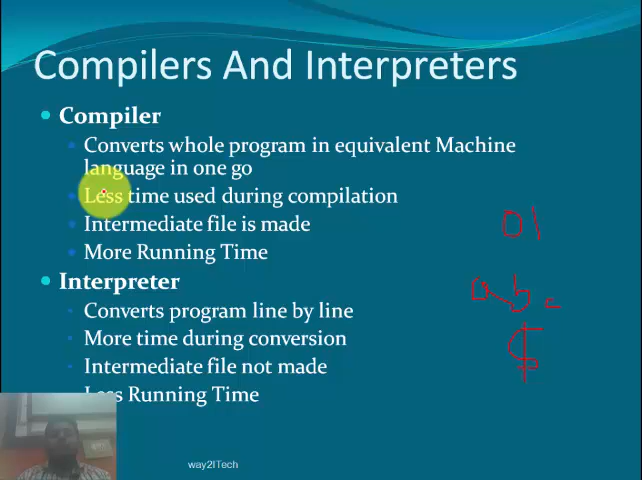 Compilers And Interpreters
Compiler
Converts whole program in equivalent Machine
language in one go
Less time used during compilation
Intermediate file is made
More Running Time
01
Interpreter
a b c
Converts program line by line
More time during conversion
$
Intermediate file not made
Less Running Time
way2ITech